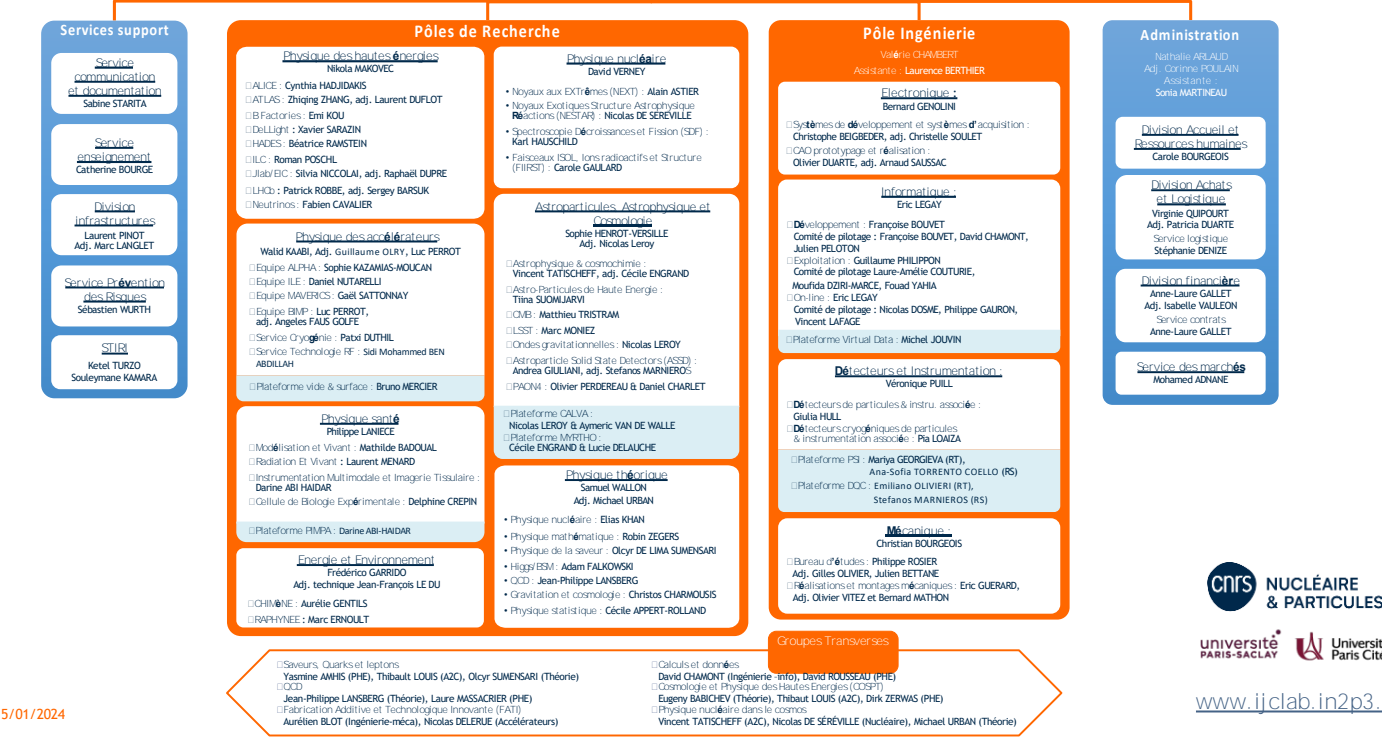 Services support
Service
communication
et documentation
Sabine STARITA
Service
enseignement
Catherine BOURGE
Division
infrastructures
Laurent PINOT
Adj. Marc LANGLET
Service Prévention
des Risques
Sébastien WURTH
STIRI
Ketel TURZO
Souleymane KAMARA
Pôles de Recherche
Physique des hautes énergies
Nikola MAKOVEC
ALICE : Cynthia HADJIDAKIS
ATLAS : Zhiqing ZHANG, adj. Laurent DUFLOT
B Factories : Emi KOU
DeLLight : Xavier SARAZIN
HADES : Béatrice RAMSTEIN
ILC : Roman POSCHL
Jlab/EIC : Silvia NICCOLAI, adj. Raphaël DUPRE
LHCb : Patrick ROBBE, adj. Sergey BARSUK
Neutrinos : Fabien CAVALIER
Physique des accélérateurs
Walid KAABI, Adj. Guillaume OLRY, Luc PERROT
Equipe ALPHA : Sophie KAZAMIAS-MOUCAN
Equipe ILE : Daniel NUTARELLI
Equipe MAVERICS : Gaël SATTONNAY
Equipe BIMP : Luc PERROT,
adj. Angeles FAUS GOLFE
Service Cryogénie : Patxi DUTHIL
Service Technologie RF : Sidi Mohammed BEN
ABDILLAH
Plateforme vide & surface : Bruno MERCIER
Physique santé
Philippe LANIECE
Modélisation et Vivant : Mathilde BADOUAL
Radiation Et Vivant : Laurent MENARD
Instrumentation Multimodale et Imagerie Tissulaire :
Darine ABI HAIDAR
Cellule de Biologie Expérimentale : Delphine CREPIN
Plateforme PIMPA : Darine ABI-HAIDAR
Energie et Environnement
Frédérico GARRIDO
Adj. technique Jean-François LE DU
CHIMèNE : Aurélie GENTILS
RAPHYNEE : Marc ERNOULT
Physique nucléaire
David VERNEY
• Noyaux aux EXTrêmes (NEXT) : Alain ASTIER
• Noyaux Exotiques Structure Astrophysique
Réactions (NESTAR) : Nicolas DE SEREVILLE
• Spectroscopie Décroissances et Fission (SDF) :
Karl HAUSCHILD
• Faisceaux ISOL, Ions radioactifs et Structure
(FIIRST) : Carole GAULARD
Astroparticules, Astrophysique et
Cosmologie
Sophie HENROT-VERSILLE
Adj. Nicolas Leroy
Astrophysique & cosmochimie :
Vincent TATISCHEFF, adj. Cécile ENGRAND
Astro-Particules de Haute Energie :
Tiina SUOMIJARVI
CMB : Matthieu TRISTRAM
LSST : Marc MONIEZ
Ondes gravitationnelles : Nicolas LEROY
Astroparticle Solid State Detectors (ASSD) :
Andrea GIULIANI, adj. Stefanos MARNIEROS
PAON4 : Olivier PERDEREAU & Daniel CHARLET
Plateforme CALVA :
Nicolas LEROY & Aymeric VAN DE WALLE
Plateforme MYRTHO :
Cécile ENGRAND & Lucie DELAUCHE
Physique théorique
Samuel WALLON
Adj. Michael URBAN
• Physique nucléaire : Elias KHAN
• Physique mathématique : Robin ZEGERS
• Physique de la saveur : Olcyr DE LIMA SUMENSARI
• Higgs/BSM : Adam FALKOWSKI
• QCD : Jean-Philippe LANSBERG
• Gravitation et cosmologie : Christos CHARMOUSIS
• Physique statistique : Cécile APPERT-ROLLAND
Pôle Ingénierie
Valérie CHAMBERT
Assistante : Laurence BERTHIER
Electronique :
Bernard GENOLINI
Systèmes de développement et systèmes d'acquisition :
Christophe BEIGBEDER, adj. Christelle SOULET
CAO prototypage et réalisation :
Olivier DUARTE, adj. Arnaud SAUSSAC
Informatique :
Eric LEGAY
Développement : Françoise BOUVET
Comité de pilotage : Françoise BOUVET, David CHAMONT,
Julien PELOTON
Exploitation : Guillaume PHILIPPON
Comité de pilotage Laure-Amélie COUTURIE,
Moufida DZIRI-MARCE, Fouad YAHIA
On-line : Eric LEGAY
Comité de pilotage : Nicolas DOSME, Philippe GAURON,
Vincent LAFAGE
Plateforme Virtual Data : Michel JOUVIN
Détecteurs et Instrumentation :
Véronique PUILL
Détecteurs de particules & instru. associée :
Giulia HULL
Détecteurs cryogéniques de particules
& instrumentation associée : Pia LOAIZA
Plateforme PSI : Mariya GEORGIEVA (RT),
Ana-Sofia TORRENTO COELLO (RS)
Plateforme DQC : Emiliano OLIVIERI (RT),
Stefanos MARNIEROS (RS)
Mécanique :
Christian BOURGEOIS
Bureau d'études : Philippe ROSIER
Adj. Gilles OLIVIER, Julien BETTANE
Réalisations et montages mécaniques : Eric GUERARD,
Adj. Olivier VITEZ et Bernard MATHON
Administration
Nathalie ARLAUD
Adj. Corinne POULAIN
Assistante :
Sonia MARTINEAU
Division Accueil et
Ressources humaines
Carole BOURGEOIS
Division Achats
et Logistique
Virginie QUIPOURT
Adj. Patricia DUARTE
Service logistique
Stéphanie DENIZE
Division financière
Anne-Laure GALLET
Adj. Isabelle VAULEON
Service contrats
Anne-Laure GALLET
Service des marchés
Mohamed ADNANE
Groupes Transverses
Saveurs, Quarks et leptons
Yasmine AMHIS (PHE), Thibault LOUIS (A2C), Olcyr SUMENSARI (Théorie)
QCD
Jean-Philippe LANSBERG (Théorie), Laure MASSACRIER (PHE)
Fabrication Additive et Technologique Innovante (FATI)
Aurélien BLOT (Ingénierie-méca), Nicolas DELERUE (Accélérateurs)
Calculs et données
David CHAMONT (Ingénierie -info), David ROUSSEAU (PHE)
Cosmologie et Physique des Hautes Energies (COSPT)
Eugeny BABICHEV (Théorie), Thibaut LOUIS (A2C), Dirk ZERWAS (PHE)
Physique nucléaire dans le cosmos
Vincent TATISCHEFF (A2C), Nicolas DE SÉRÉVILLE (Nucléaire), Michael URBAN (Théorie)
5/01/2024
cnrs
NUCLÉAIRE
& PARTICULES
université
PARIS-SACLAY
Universit
Paris Cité
www.ijclab.in2p3.